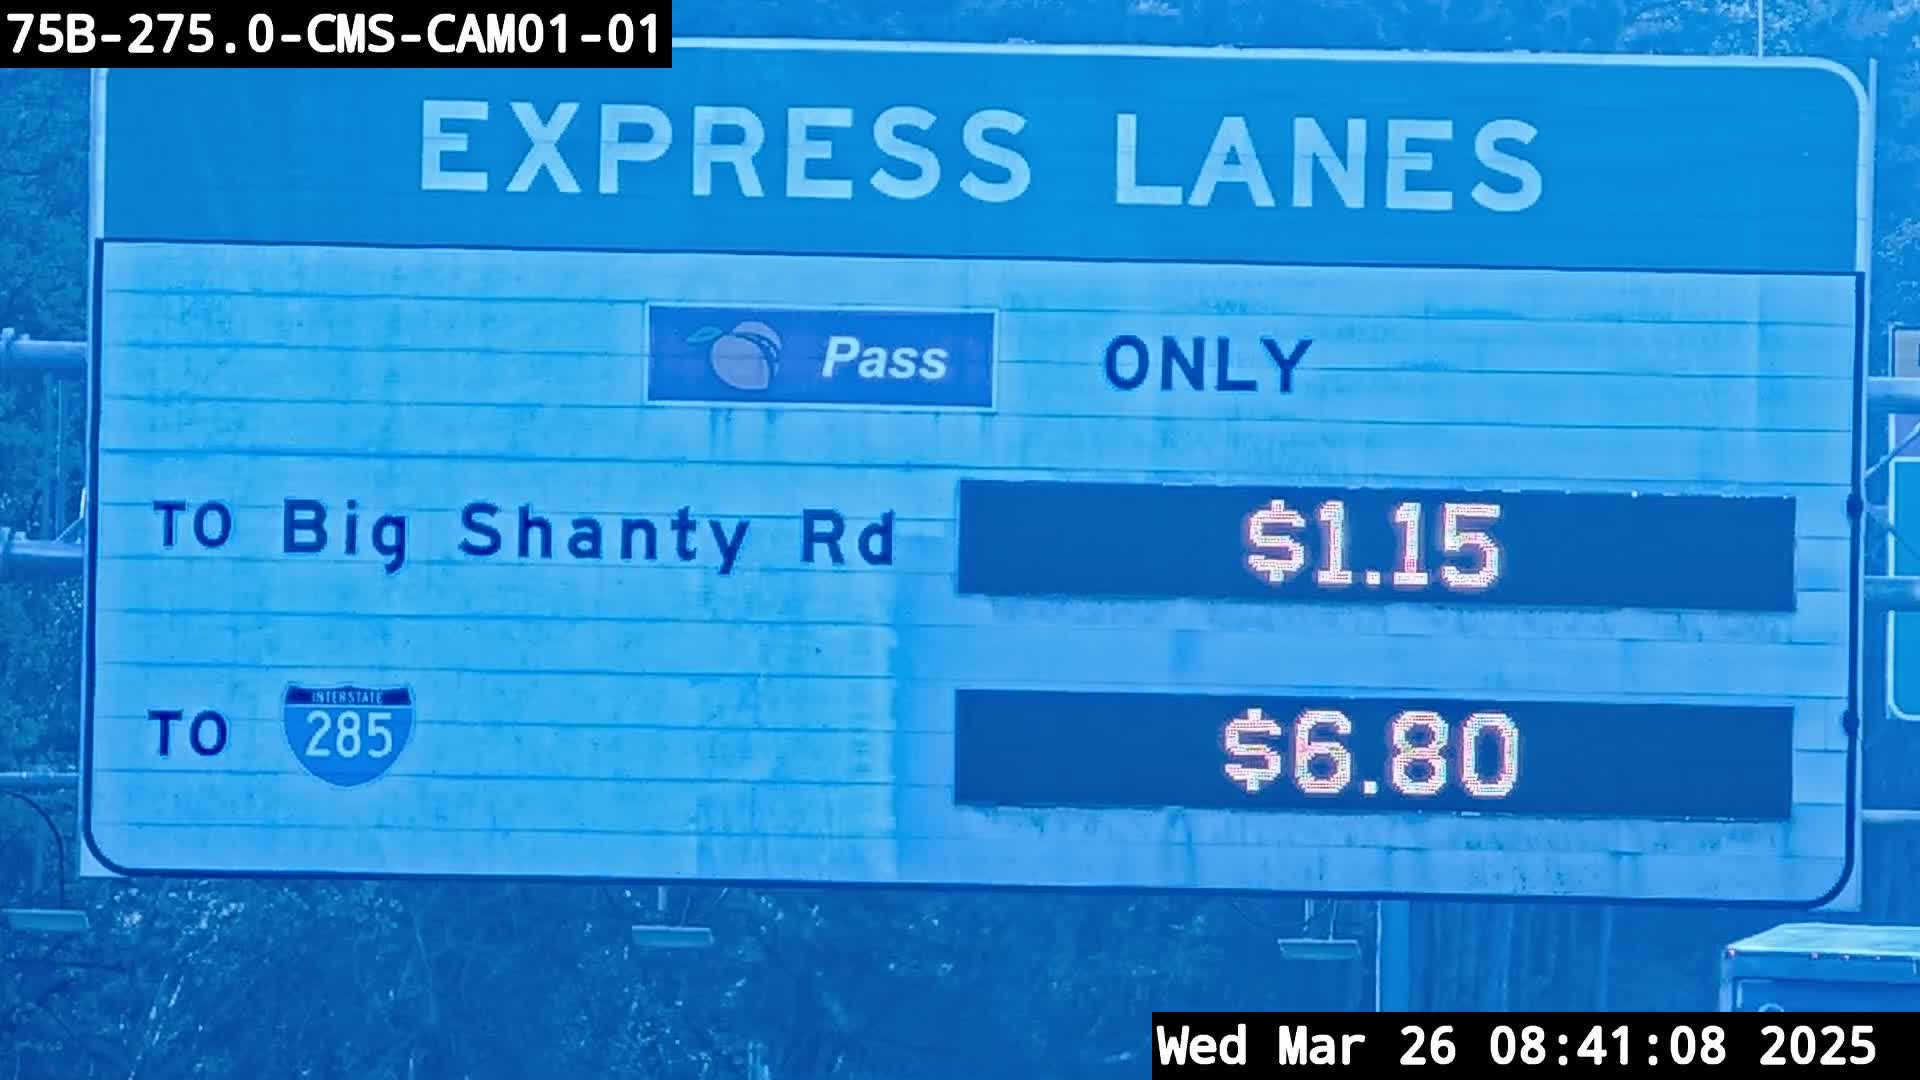 75B-275.0-CMS-CAM01-01
EXPRESS LANES
Pass ONLY
TO Big Shanty Rd $1.15
INTERSTATE
TO 285 $6.80
Wed Mar 26 08:41:08 2025